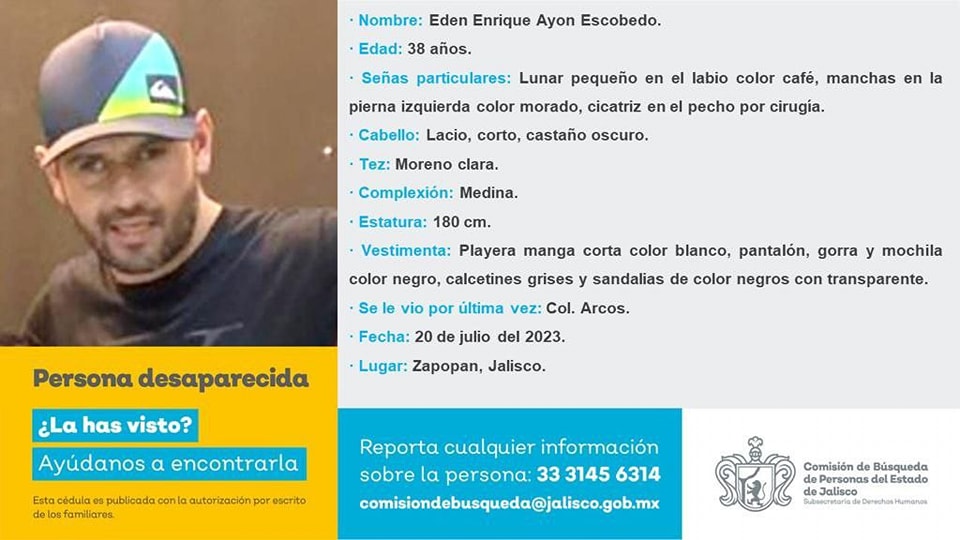 · Nombre: Eden Enrique Ayon Escobedo.
· Edad: 38 años.
· Señas particulares: Lunar pequeño en el labio color café, manchas en la
pierna izquierda color morado, cicatriz en el pecho por cirugía.
· Cabello: Lacio, corto, castaño oscuro.
· Tez: Moreno clara.
· Complexión: Medina.
· Estatura: 180 cm.
· Vestimenta: Playera manga corta color blanco, pantalón, gorra y mochila
color negro, calcetines grises y sandalias de color negros con transparente.
· Se le vio por última vez: Col. Arcos.
· Fecha: 20 de julio del 2023.
· Lugar: Zapopan, Jalisco.
Persona desaparecida
¿La has visto?
Ayúdanos a encontrarla
Esta cédula es publicada con la autorización por escrito
de los familiares.
Reporta cualquier información
sobre la persona: 33 3145 6314
comisiondebusqueda@jalisco.gob.mx
Comisión de Búsqueda
de Personas del Estado
de Jalisco
Subsecretaría de Derechos Humanos